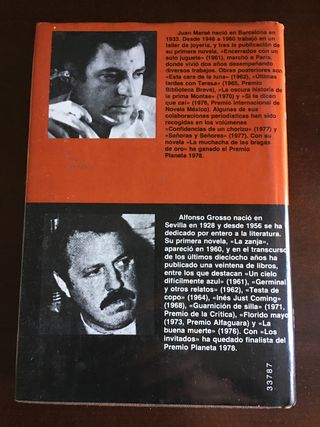 Juan Marsé nació en Barcelona en
1933. Desde 1946 a 1960 trabajó en un
taller de joyería, y tras la publicación de
su primera novela, «Encerrados con un
solo juguete» (1961), marchó a París,
donde vivió dos años desempeñando
diversos trabajos. Obras posteriores son
«Esta cara de la luna» (1962), «Últimas
tardes con Teresa» (1965, Premio
Biblioteca Breve), «La oscura historia de
la prima Montse» (1970) y «Si te dicen
que caí» (1976, Premio Internacional de
Novela México). Algunas de sus
colaboraciones periodísticas han sido
recogidas en los volúmenes
«Confidencias de un chorizo» (1977) y
«Señoras y Señores» (1977). Con su
novela «La muchacha de las bragas
de oro» ha ganado el Premio
Planeta 1978.
Alfonso Grosso nació en
Sevilla en 1928 y desde 1956 se ha
dedicado por entero a la literatura.
Su primera novela, «La zanja»,
apareció en 1960, y en el transcurso
de los últimos dieciocho años ha
publicado una veintena de libros,
entre los que destacan «Un cielo
difícilmente azul» (1961), «Germinal
y otros relatos» (1962), «Testa de
copo» (1964), «Inés Just Coming»
(1968), «Guarnición de silla» (1971,
Premio de la Crítica), «Florido mayo»
(1973, Premio Alfaguara) y «La
buena muerte» (1976). Con «Los
invitados» ha quedado finalista del
Premio Planeta 1978.
33787